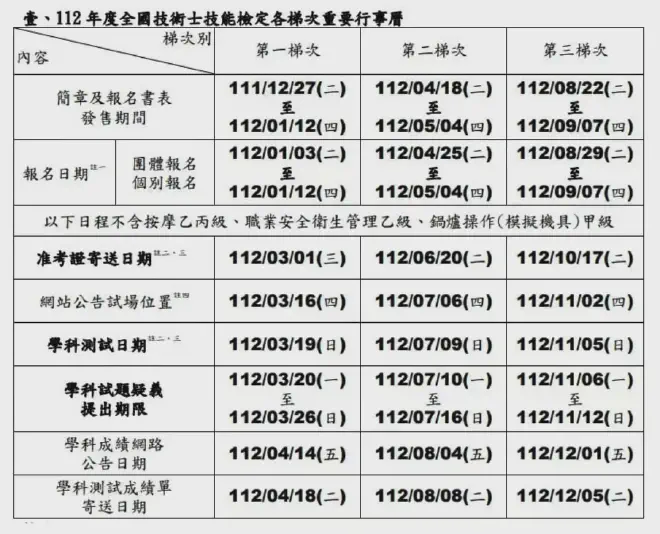 壹、112年度全國技術士技能檢定各梯次重要行事曆
梯次別
內容
第一梯次 第二梯次 第三梯次
簡章及報名書表
發售期間
111/12/27(二) 112/04/18(二) 112/08/22(二)
至 至 至
112/01/12(四) 112/05/04(四) 112/09/07(四)
報名日期註一
團體報名
個別報名
112/01/03(二) 112/04/25(二) 112/08/29(二)
至 至 至
112/01/12(四) 112/05/04(四) 112/09/07(四)
以下日程不含按摩乙丙級、職業安全衛生管理乙級、鍋爐操作(模擬機具)甲級
准考證寄送日期註二、三 112/03/01(三) 112/06/20(二) 112/10/17(二)
網站公告試場位置註四 112/03/16(四) 112/07/06(四) 112/11/02(四)
學科測試日期註二、三 112/03/19(日) 112/07/09(日) 112/11/05(日)
學科試題疑義
提出期限
112/03/20(一) 112/07/10(一) 112/11/06(一)
至 至 至
112/03/26(日) 112/07/16(日) 112/11/12(日)
學科成績網路
公告日期
112/04/14(五) 112/08/04(五) 112/12/01(五)
學科測試成績單
寄送日期
112/04/18(二) 112/08/08(二) 112/12/05(二)